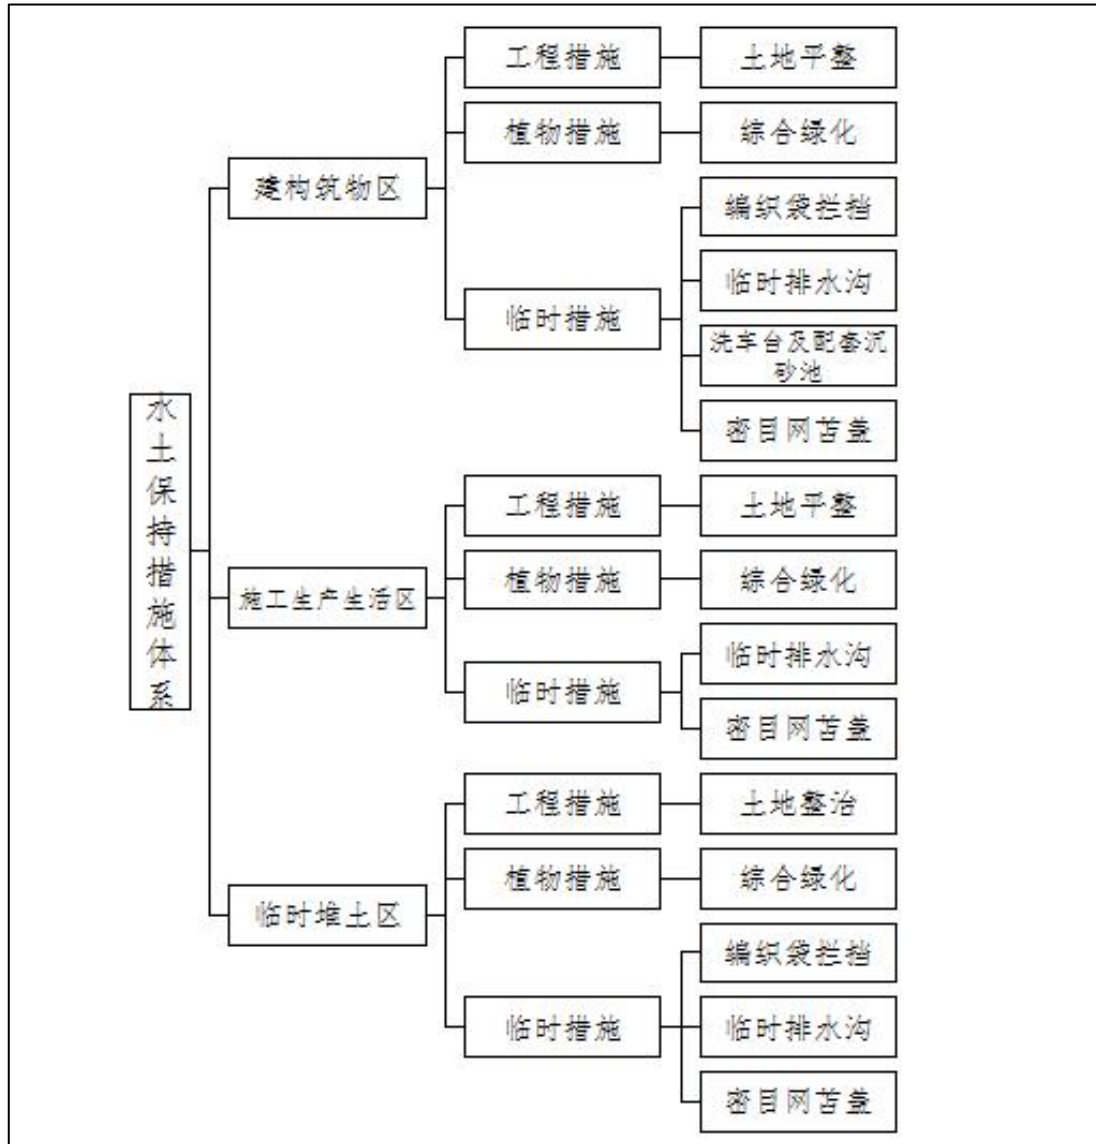 水土保持措施体系
建构筑物区
工程措施
土地平整
植物措施
综合绿化
临时措施
编织袋拦挡
临时排水沟
洗车台及配套沉
砂池
密目网苫盖
施工生产生活区
工程措施
土地平整
植物措施
综合绿化
临时措施
临时排水沟
密目网苫盖
临时堆土区
工程措施
土地整治
植物措施
综合绿化
临时措施
编织袋拦挡
临时排水沟
密目网苫盖